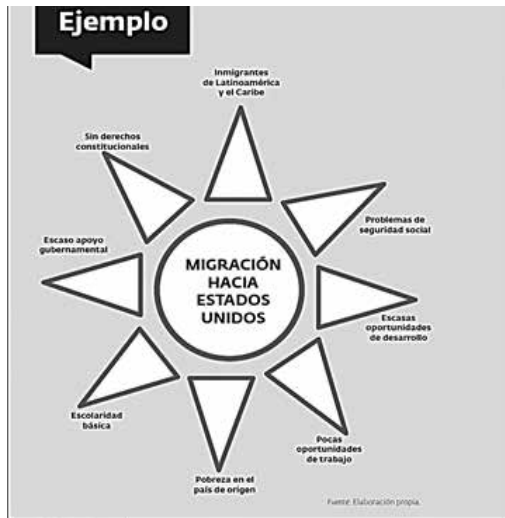 Ejemplo
Inmigrantes
de Latinoamérica
y el Caribe
Sin derechos
constitucionales
Problemas de
seguridad social
Escaso apoyo
gubernamental
MIGRACIÓN
HACIA
ESTADOS
UNIDOS
Escasas
oportunidades
de desarrollo
Escolaridad
básica
Pocas
oportunidades
de trabajo
Pobreza en el
país de origen
Fuente: Elaboración propia.